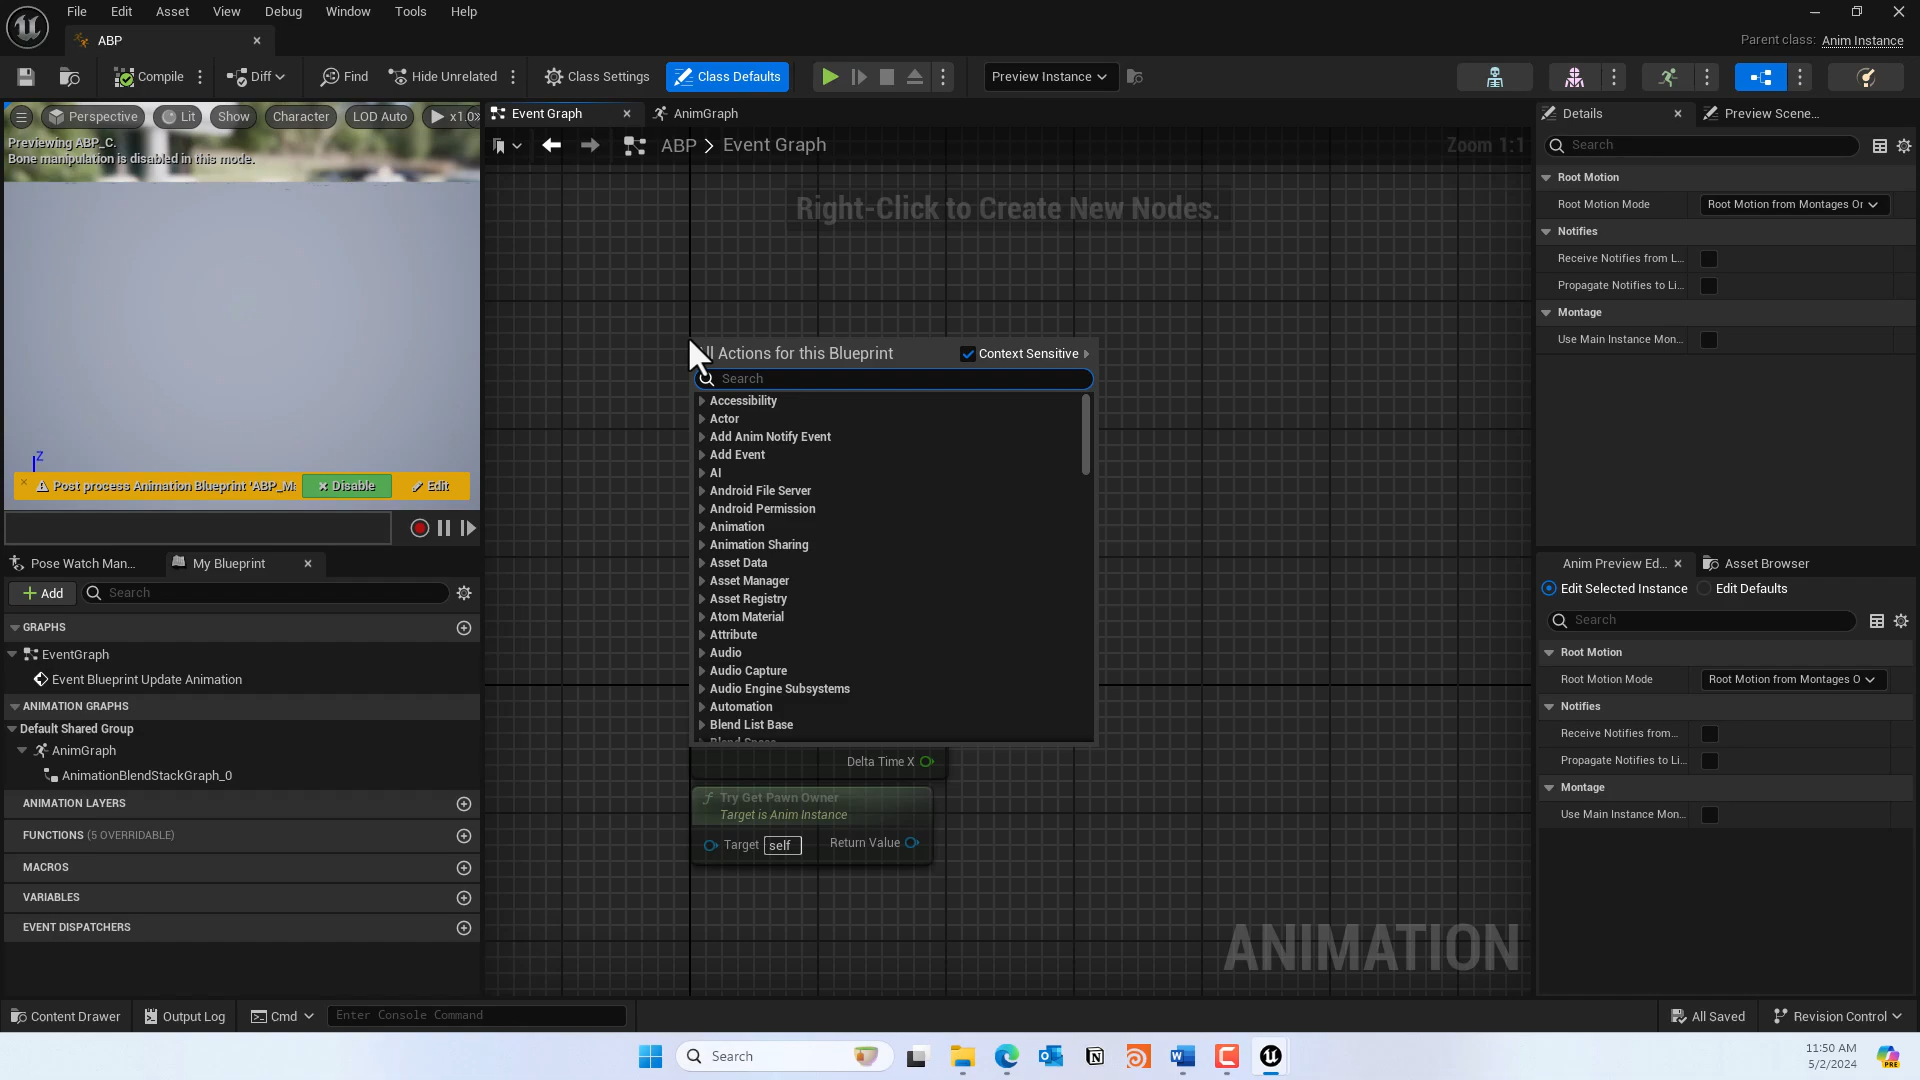 File Edit Asset View Debug Window Tools Help
ABP
Parent class: Anim Instance
Compile Diff Find Hide Unrelated Class Settings Class Defaults Preview Instance
Perspective Lit Show Character LOD Auto x1.0
Previewing ABP_C.
Bone manipulation is disabled in this mode.
Z
Post process Animation Blueprint 'ABP_M: Disable Edit
Pose Watch Man... My Blueprint
Add Search
GRAPHS
EventGraph
Event Blueprint Update Animation
ANIMATION GRAPHS
Default Shared Group
AnimGraph
AnimationBlendStackGraph_0
ANIMATION LAYERS
FUNCTIONS (5 OVERRIDABLE)
MACROS
VARIABLES
EVENT DISPATCHERS
Event Graph AnimGraph
ABP > Event Graph Zoom 1:1
Right-Click to Create New Nodes.
Actions for this Blueprint Context Sensitive
Search
Accessibility
Actor
Add Anim Notify Event
Add Event
AI
Android File Server
Android Permission
Animation
Animation Sharing
Asset Data
Asset Manager
Asset Registry
Atom Material
Attribute
Audio
Audio Capture
Audio Engine Subsystems
Automation
Blend List Base
Delta Time X
Try Get Pawn Owner
Target is Anim Instance
Target self Return Value
ANIMATION
Details Preview Scene...
Search
Root Motion
Root Motion Mode Root Motion from Montages Or
Notifies
Receive Notifies from L...
Propagate Notifies to Li...
Montage
Use Main Instance Mon...
Anim Preview Ed... Asset Browser
Edit Selected Instance Edit Defaults
Search
Root Motion
Root Motion Mode Root Motion from Montages O
Notifies
Receive Notifies from...
Propagate Notifies to Li...
Montage
Use Main Instance Mon...
Content Drawer Output Log Cmd Enter Console Command All Saved Revision Control
Search
11:50 AM
5/2/2024
PRE